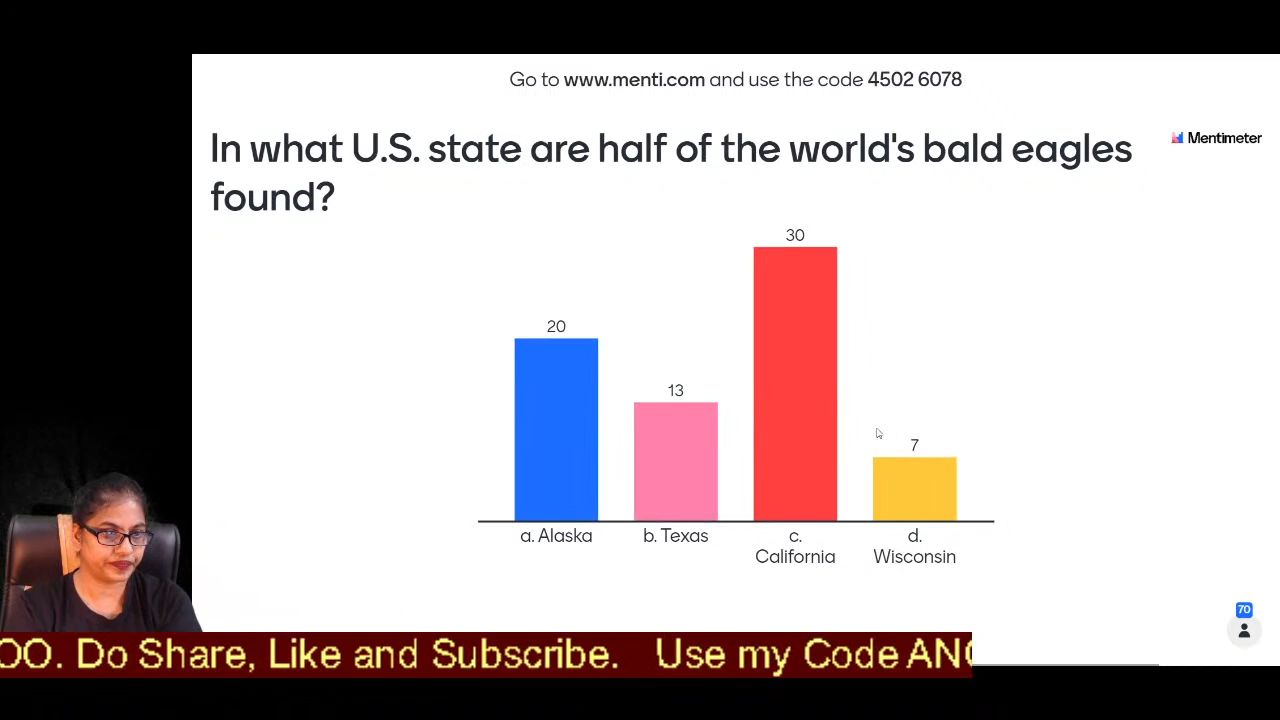 Go to www.menti.com and use the code 4502 6078
Mentimeter
In what U.S. state are half of the world's bald eagles
found?
30
20
13
7
a. Alaska
b. Texas
c.
California
d.
Wisconsin
70
OO. Do Share, Like and Subscribe. Use my Code AN